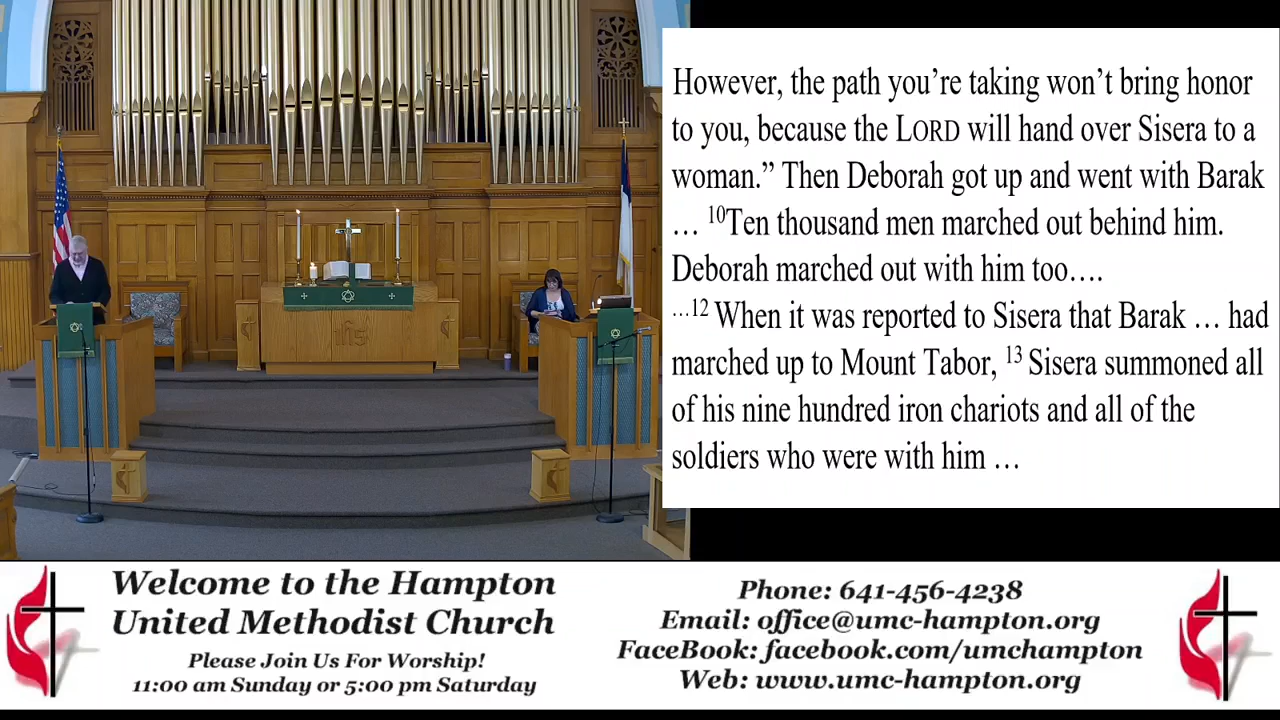 However, the path you’re taking won’t bring honor
to you, because the LORD will hand over Sisera to a
woman.” Then Deborah got up and went with Barak
… ¹⁰Ten thousand men marched out behind him.
Deborah marched out with him too….
…¹² When it was reported to Sisera that Barak … had
marched up to Mount Tabor, ¹³ Sisera summoned all
of his nine hundred iron chariots and all of the
soldiers who were with him …
ihs
Welcome to the Hampton
United Methodist Church
Please Join Us For Worship!
11:00 am Sunday or 5:00 pm Saturday
Phone: 641-456-4238
Email: office@umc-hampton.org
FaceBook: facebook.com/umchampton
Web: www.umc-hampton.org